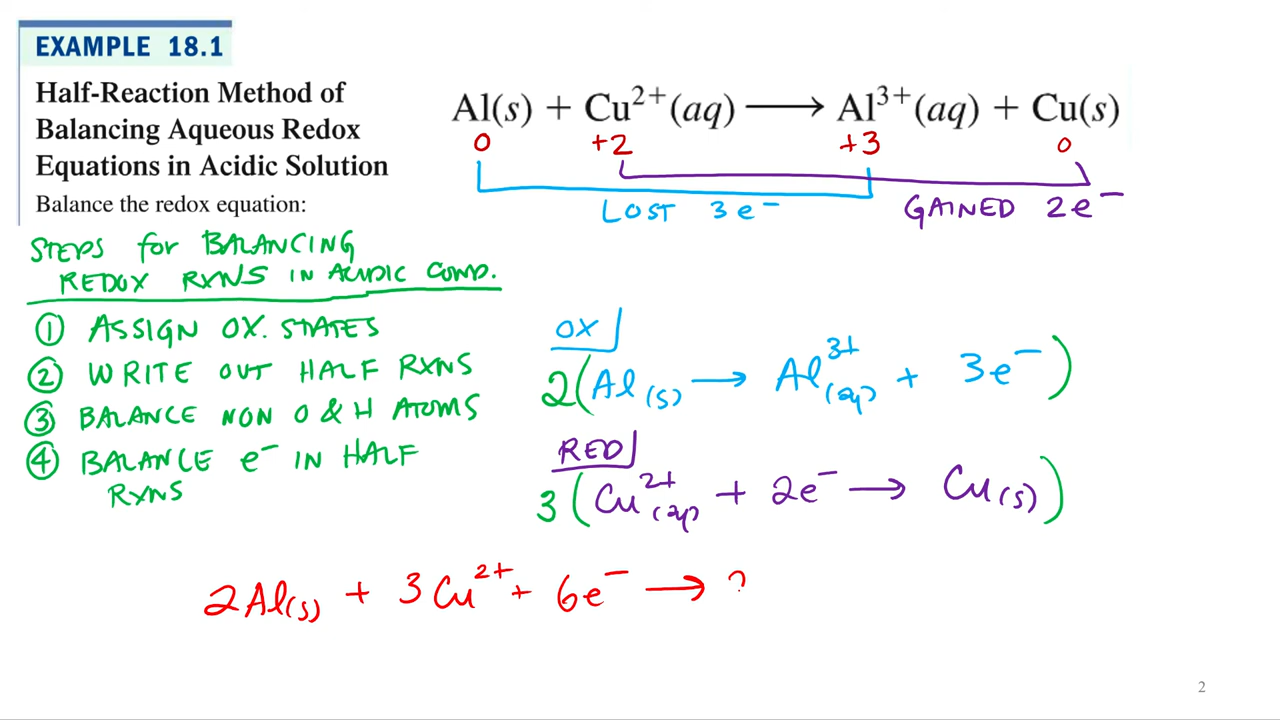 EXAMPLE 18.1
Half-Reaction Method of
Balancing Aqueous Redox
Equations in Acidic Solution
Balance the redox equation:
Al(s) + Cu²⁺(aq) ⟶ Al³⁺(aq) + Cu(s)
0 +2 +3 0
LOST 3e⁻ GAINED 2e⁻
STEPS for BALANCING
REDOX RXNS IN ACIDIC COND.
① ASSIGN OX. STATES
② WRITE OUT HALF RXNS
③ BALANCE NON O & H ATOMS
④ BALANCE e⁻ IN HALF
RXNS
OX
2(Al(s) → Al³⁺(aq) + 3e⁻)
RED
3(Cu²⁺(aq) + 2e⁻ → Cu(s))
2Al(s) + 3Cu²⁺ + 6e⁻ →
2